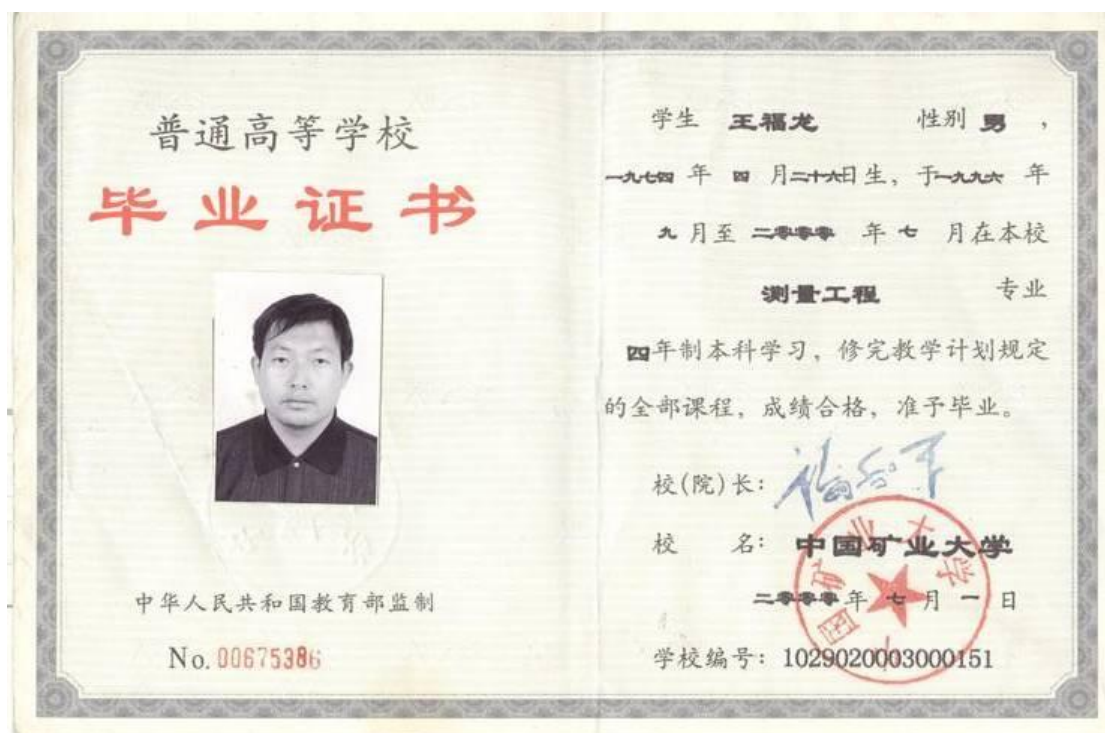 普通高等学校
毕业证书
中华人民共和国教育部监制
No. 00675386
学生 王福龙 性别 男，
一九七四 年 四 月二十六日生，于一九九六 年
九 月至 二零零零 年 七 月在本校
测量工程 专业
四年制本科学习，修完教学计划规定
的全部课程，成绩合格，准予毕业。
校(院)长：
校 名：中国矿业大学
二零零零年 七 月 一 日
学校编号：1029020003000151
中国矿业大学